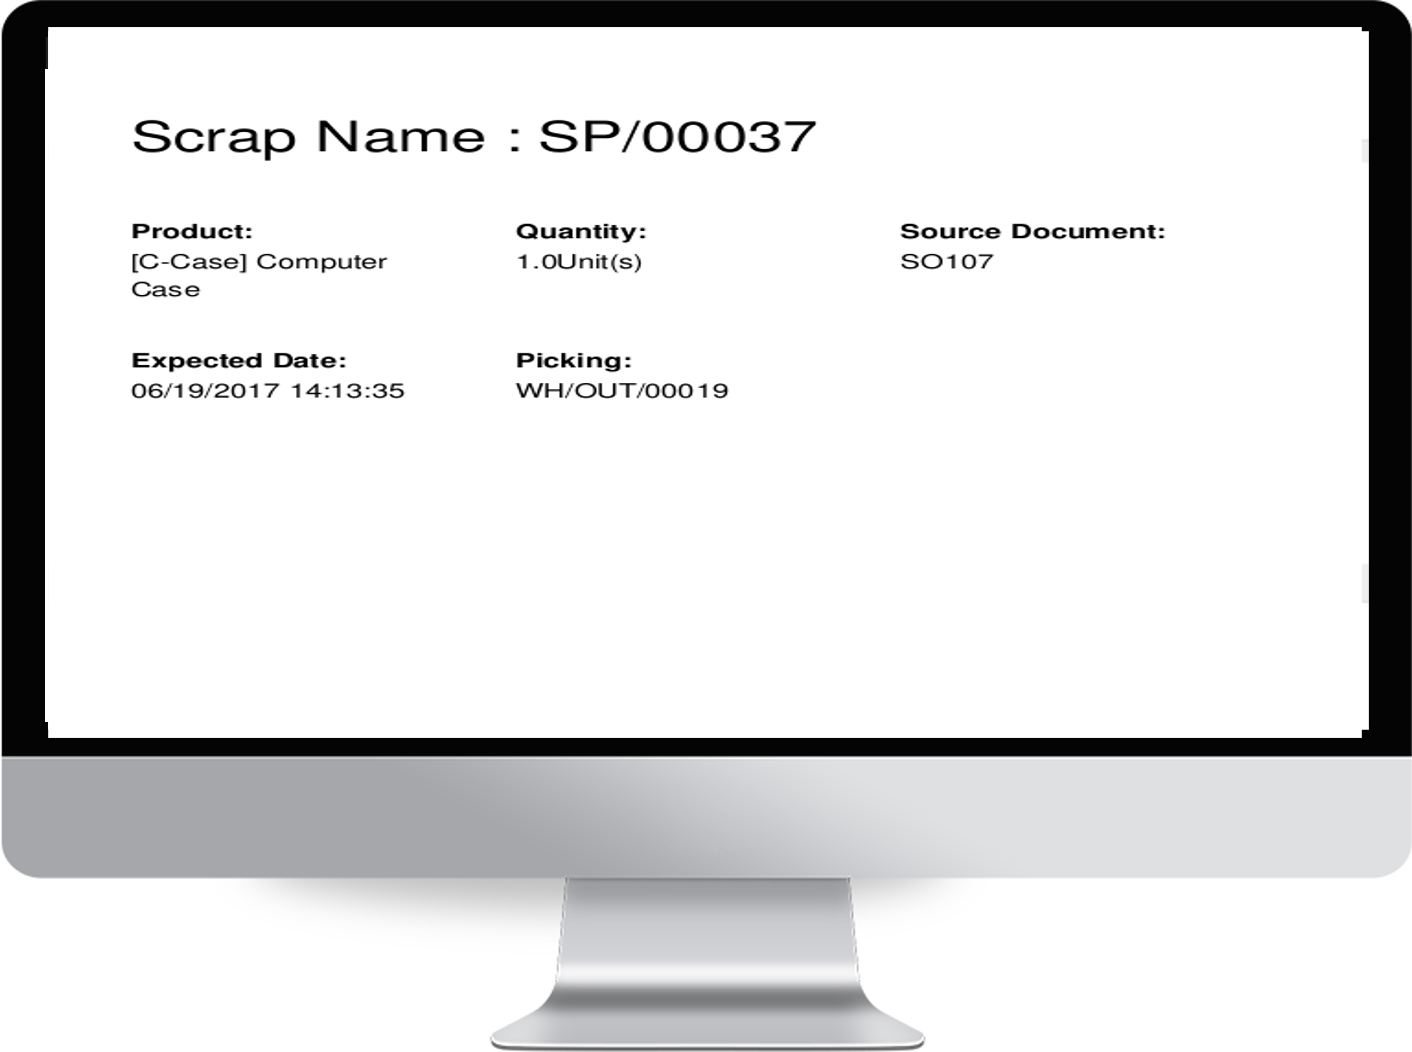 Scrap Name : SP/00037
Product:
[C-Case] Computer
Case
Quantity:
1.0Unit(s)
Source Document:
SO107
Expected Date:
06/19/2017 14:13:35
Picking:
WH/OUT/00019